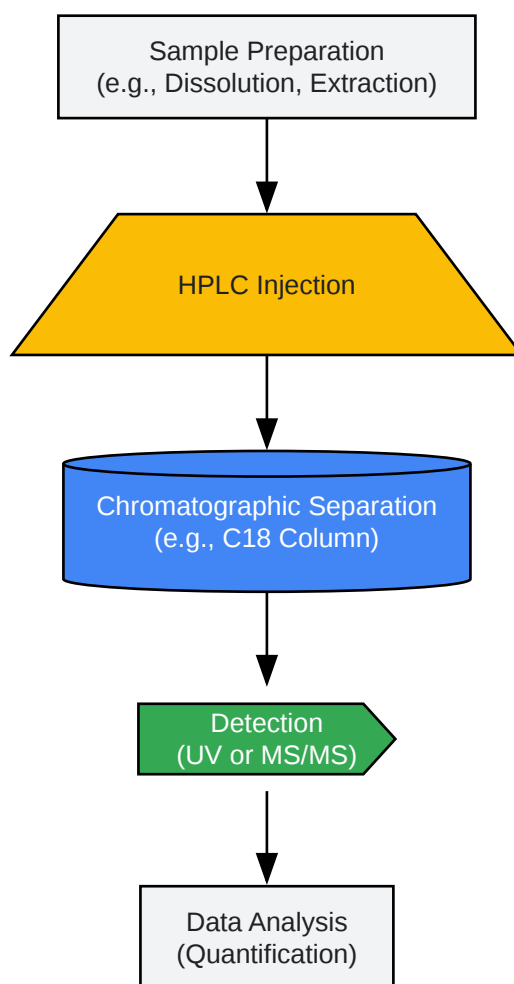 Sample Preparation
(e.g., Dissolution, Extraction)
HPLC Injection
Chromatographic Separation
(e.g., C18 Column)
Detection
(UV or MS/MS)
Data Analysis
(Quantification)